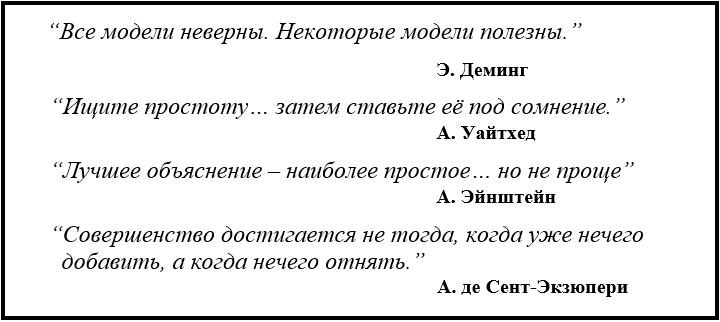 “Все модели неверны. Некоторые модели полезны.”
Э. Деминг
“Ищите простоту… затем ставьте её под сомнение.”
А. Уайтхед
“Лучшее объяснение – наиболее простое… но не проще”
А. Эйнштейн
“Совершенство достигается не тогда, когда уже нечего
добавить, а когда нечего отнять.”
А. де Сент-Экзюпери